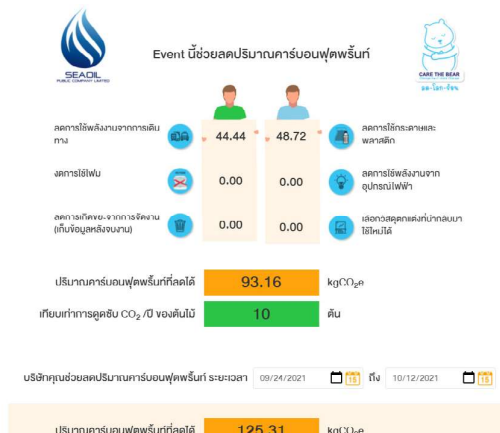 SEAOIL
PUBLIC COMPANY LIMITED
Event นี้ช่วยลดปริมาณคาร์บอนฟุตพริ้นท์
CARE THE BEAR
ลด-โลก-ร้อน
ลดการใช้พลังงานจากการเดินทาง
44.44
48.72
ลดการใช้กระดาษและ
พลาสติก
งดการใช้โฟม
0.00
0.00
ลดการใช้พลังงานจาก
อุปกรณ์ไฟฟ้า
ลดการเกิดขยะจากการจัดงาน
(เก็บข้อมูลหลังจบงาน)
0.00
0.00
เลือกวัสดุตกแต่งที่นำกลับมา
ใช้ใหม่ได้
ปริมาณคาร์บอนฟุตพริ้นท์ที่ลดได้ 93.16 kgCO2e
เทียบเท่าการดูดซับ CO2 /ปี ของต้นไม้ 10 ต้น
บริษัทคุณช่วยลดปริมาณคาร์บอนฟุตพริ้นท์ ระยะเวลา 09/24/2021 15 ถึง 10/12/2021 15
ปริมาณคาร์บอนฟุตพริ้นท์ที่ลดได้ 125.31 kgCO2e